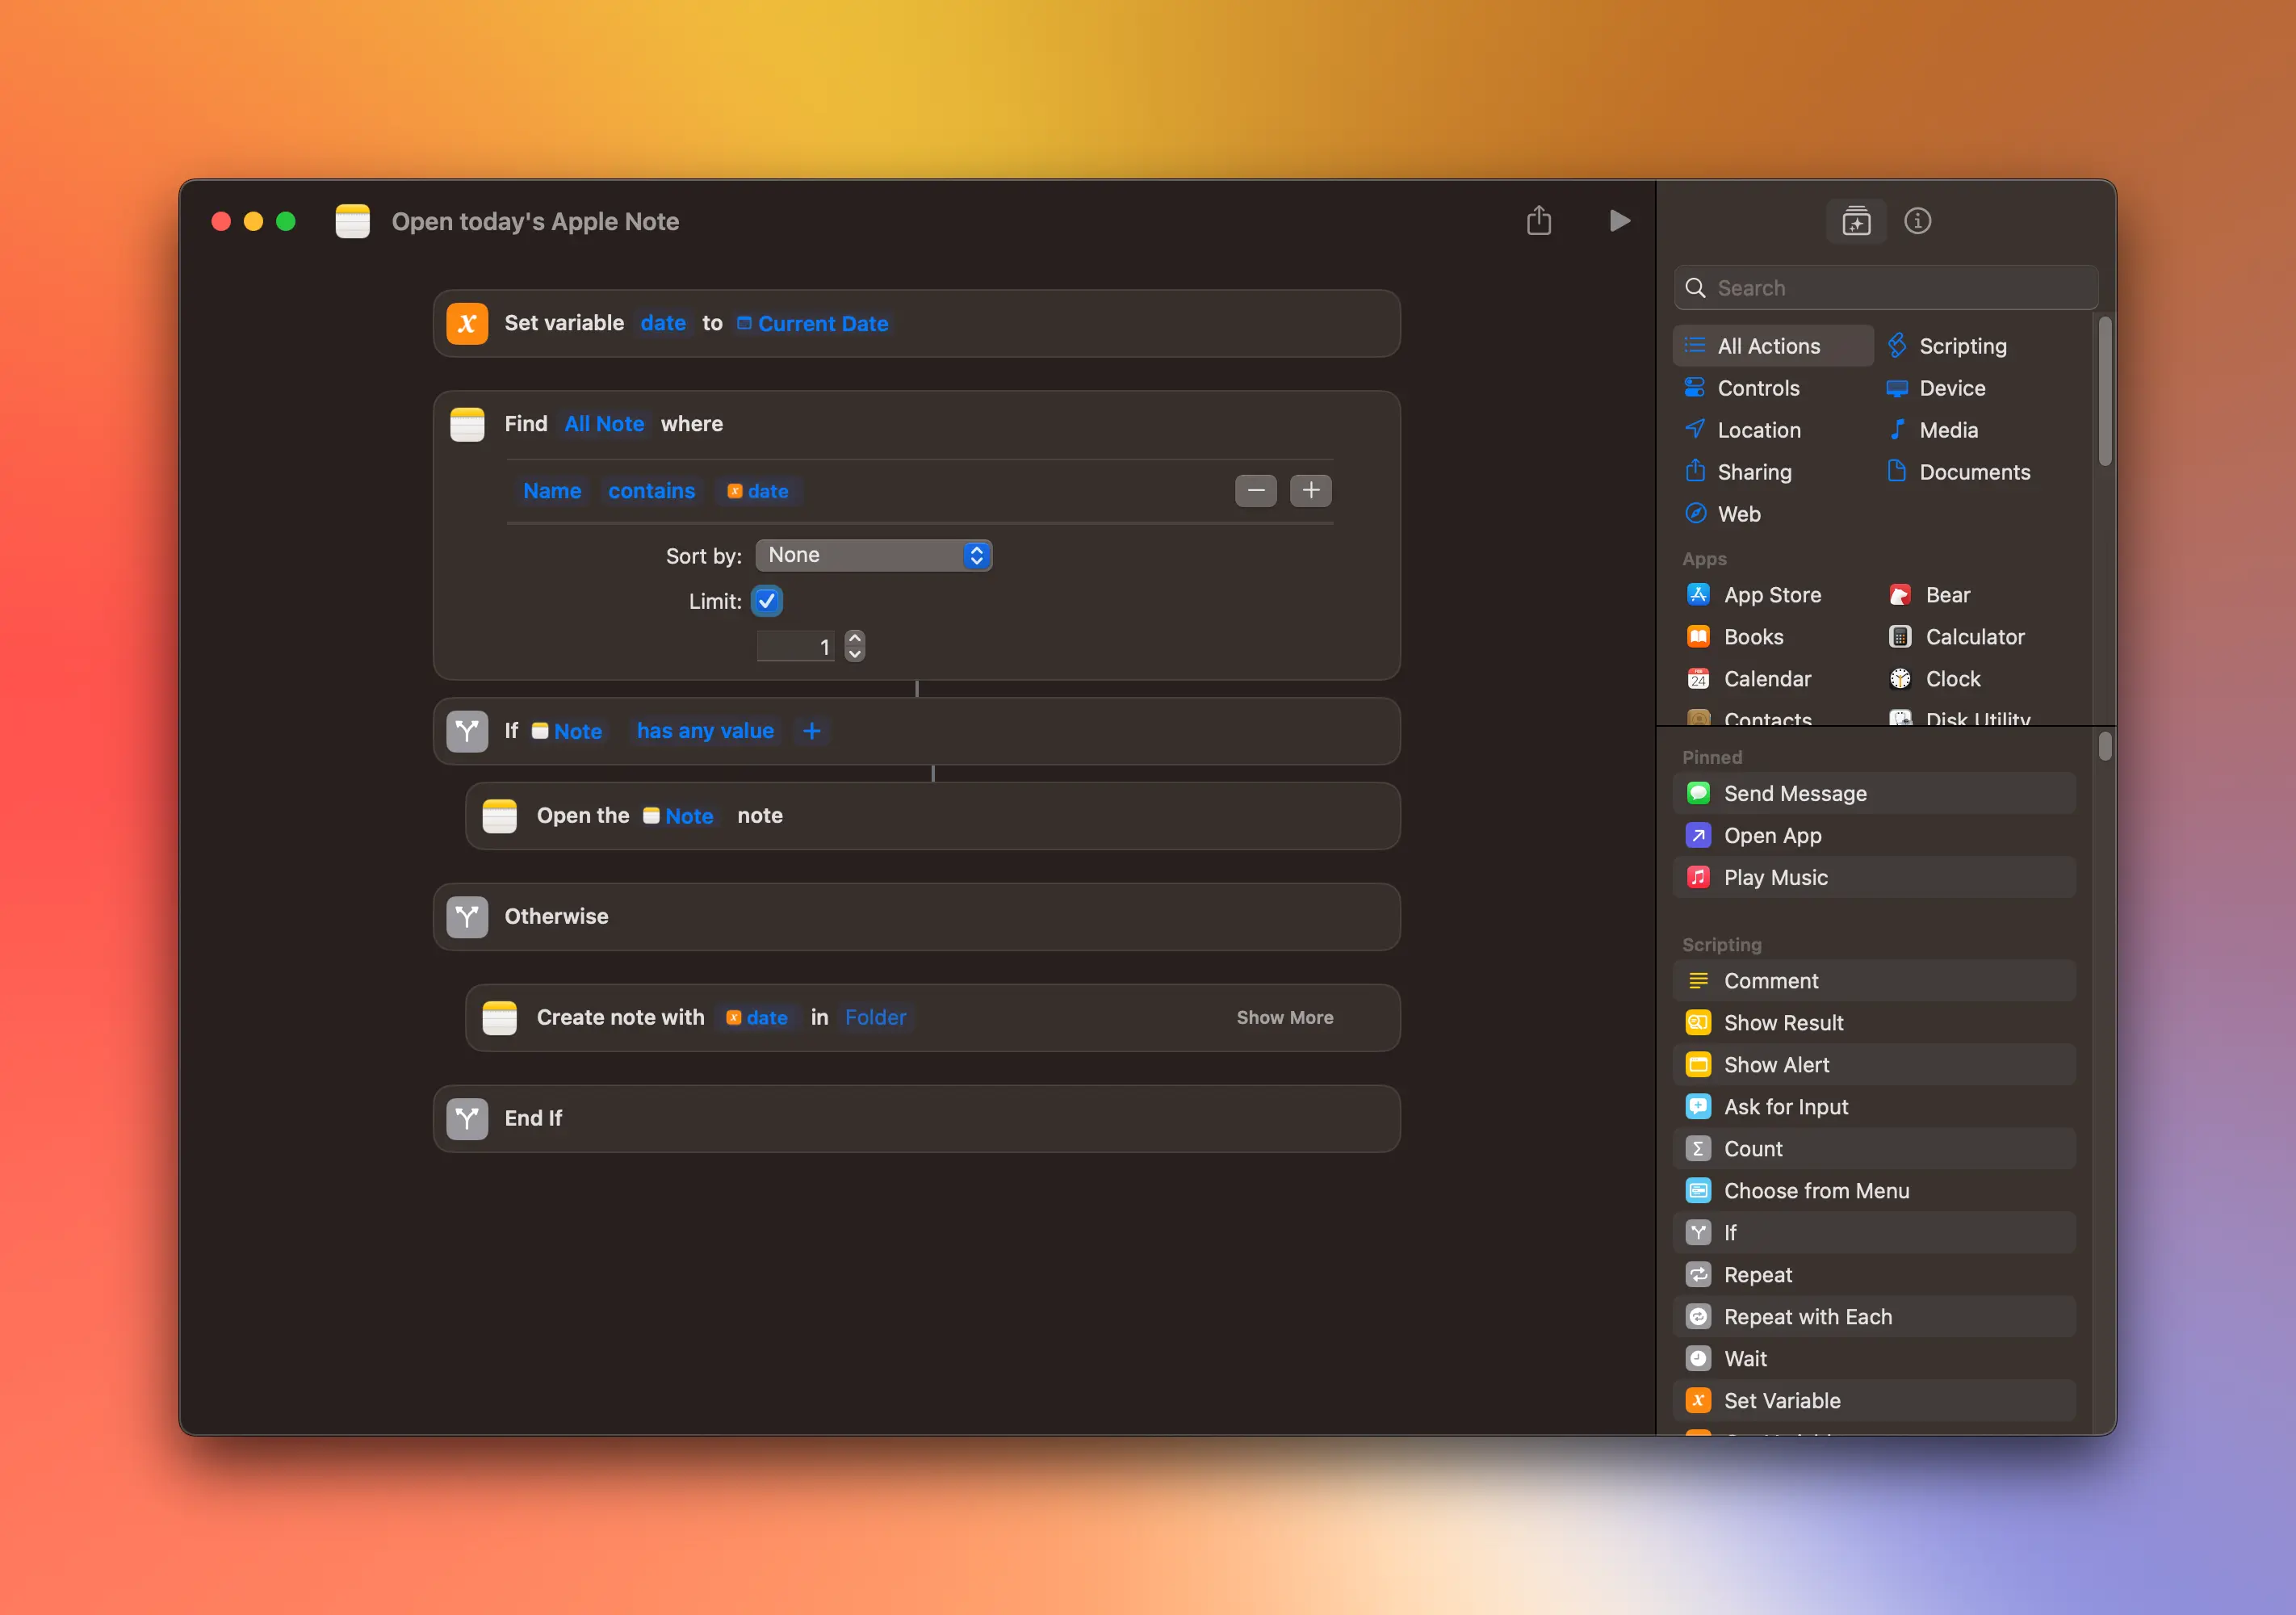 Open today's Apple Note
Set variable date to Current Date
Find All Note where
Name contains date
Sort by: None
Limit:
1
If Note has any value
Open the Note note
Otherwise
Create note with date in Folder Show More
End If
Search
All Actions Scripting
Controls Device
Location Media
Sharing Documents
Web
Apps
App Store Bear
Books Calculator
Calendar Clock
Contacts Disk Utility
Pinned
Send Message
Open App
Play Music
Scripting
Comment
Show Result
Show Alert
Ask for Input
Count
Choose from Menu
If
Repeat
Repeat with Each
Wait
Set Variable